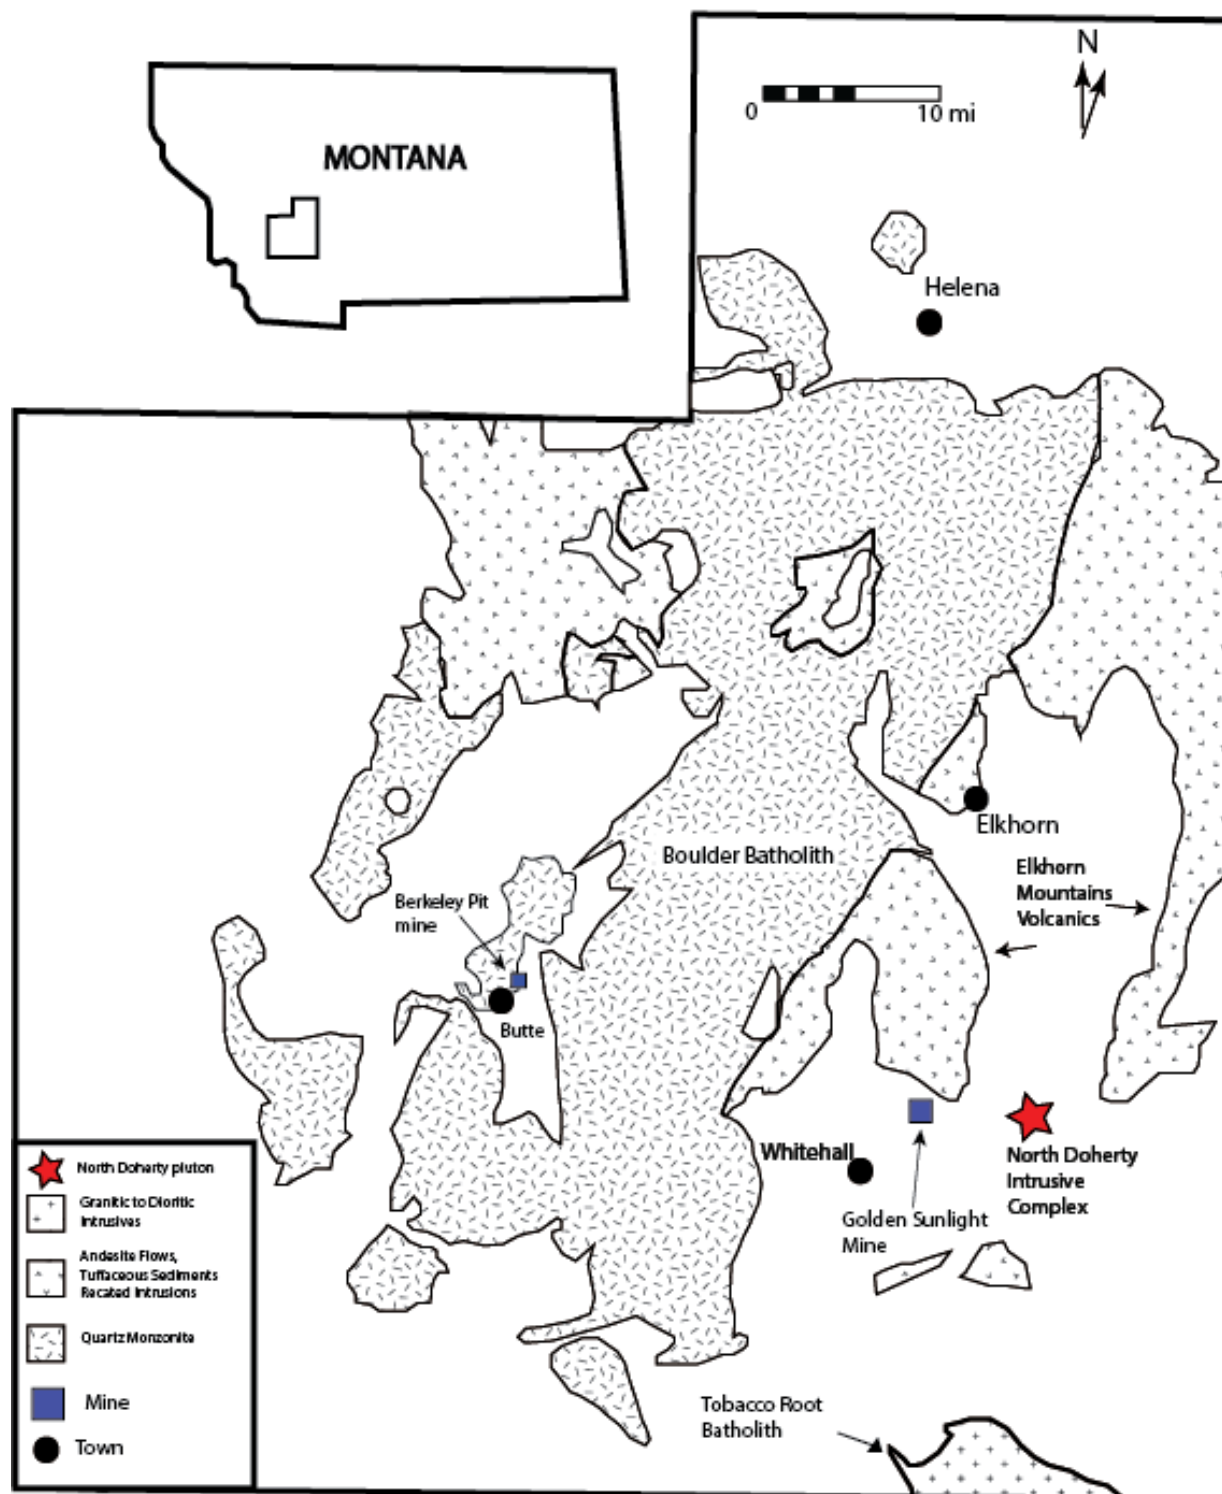 N
0 10 mi
MONTANA
Helena
Elkhorn
Boulder Batholith
Elkhorn
Mountains
Volcanics
Berkeley Pit
mine
Butte
Whitehall
North Doherty
Intrusive
Complex
Golden Sunlight
Mine
Tobacco Root
Batholith
North Doherty pluton
Granitic to Dioritic
Intrusives
Andesite Flows,
Tuffaceous Sediments
Recated Intrusions
Quartz Monzonite
Mine
Town